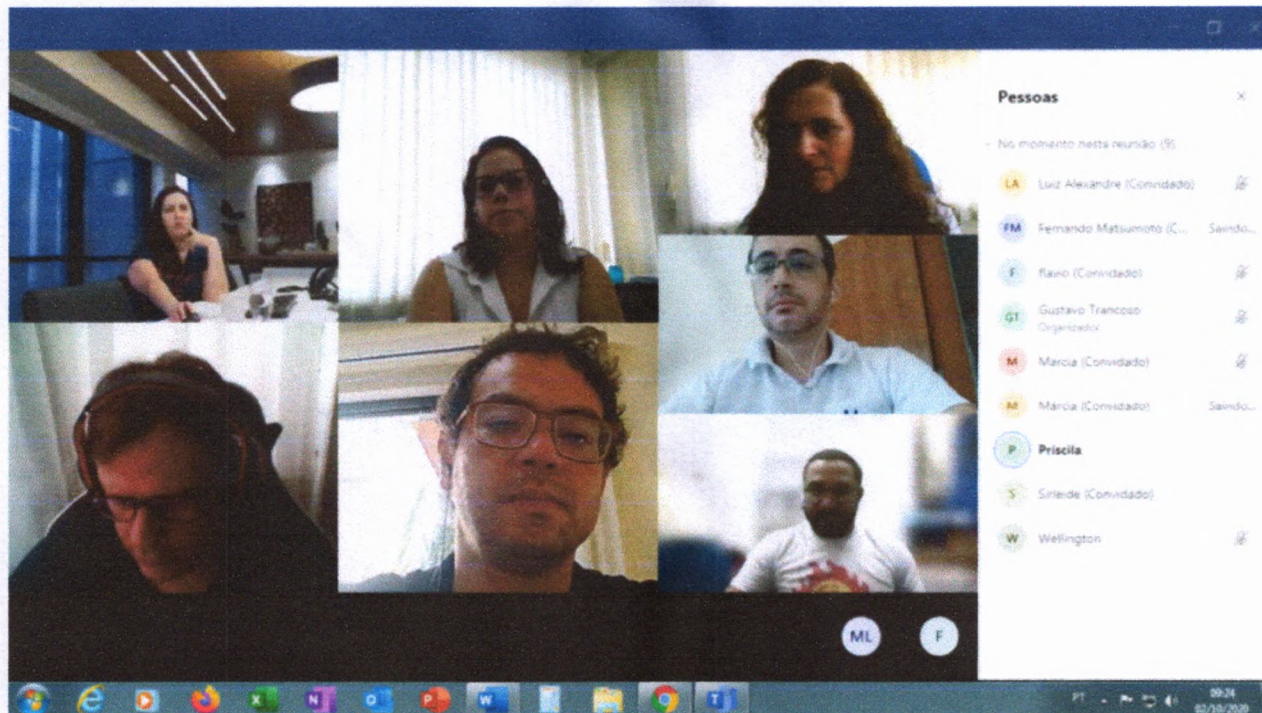 Pessoas
No momento nesta reunião (9)
LA Luiz Alexandre (Convidado)
FM Fernando Matsumoto (C... Saindo...
F flavio (Convidado)
GT Gustavo Trancoso
Organizador
M Marcia (Convidado)
M Márcia (Convidado) Saindo...
P Priscila
S Sirleide (Convidado)
W Wellington
ML F
PT
09:24
02/10/2020